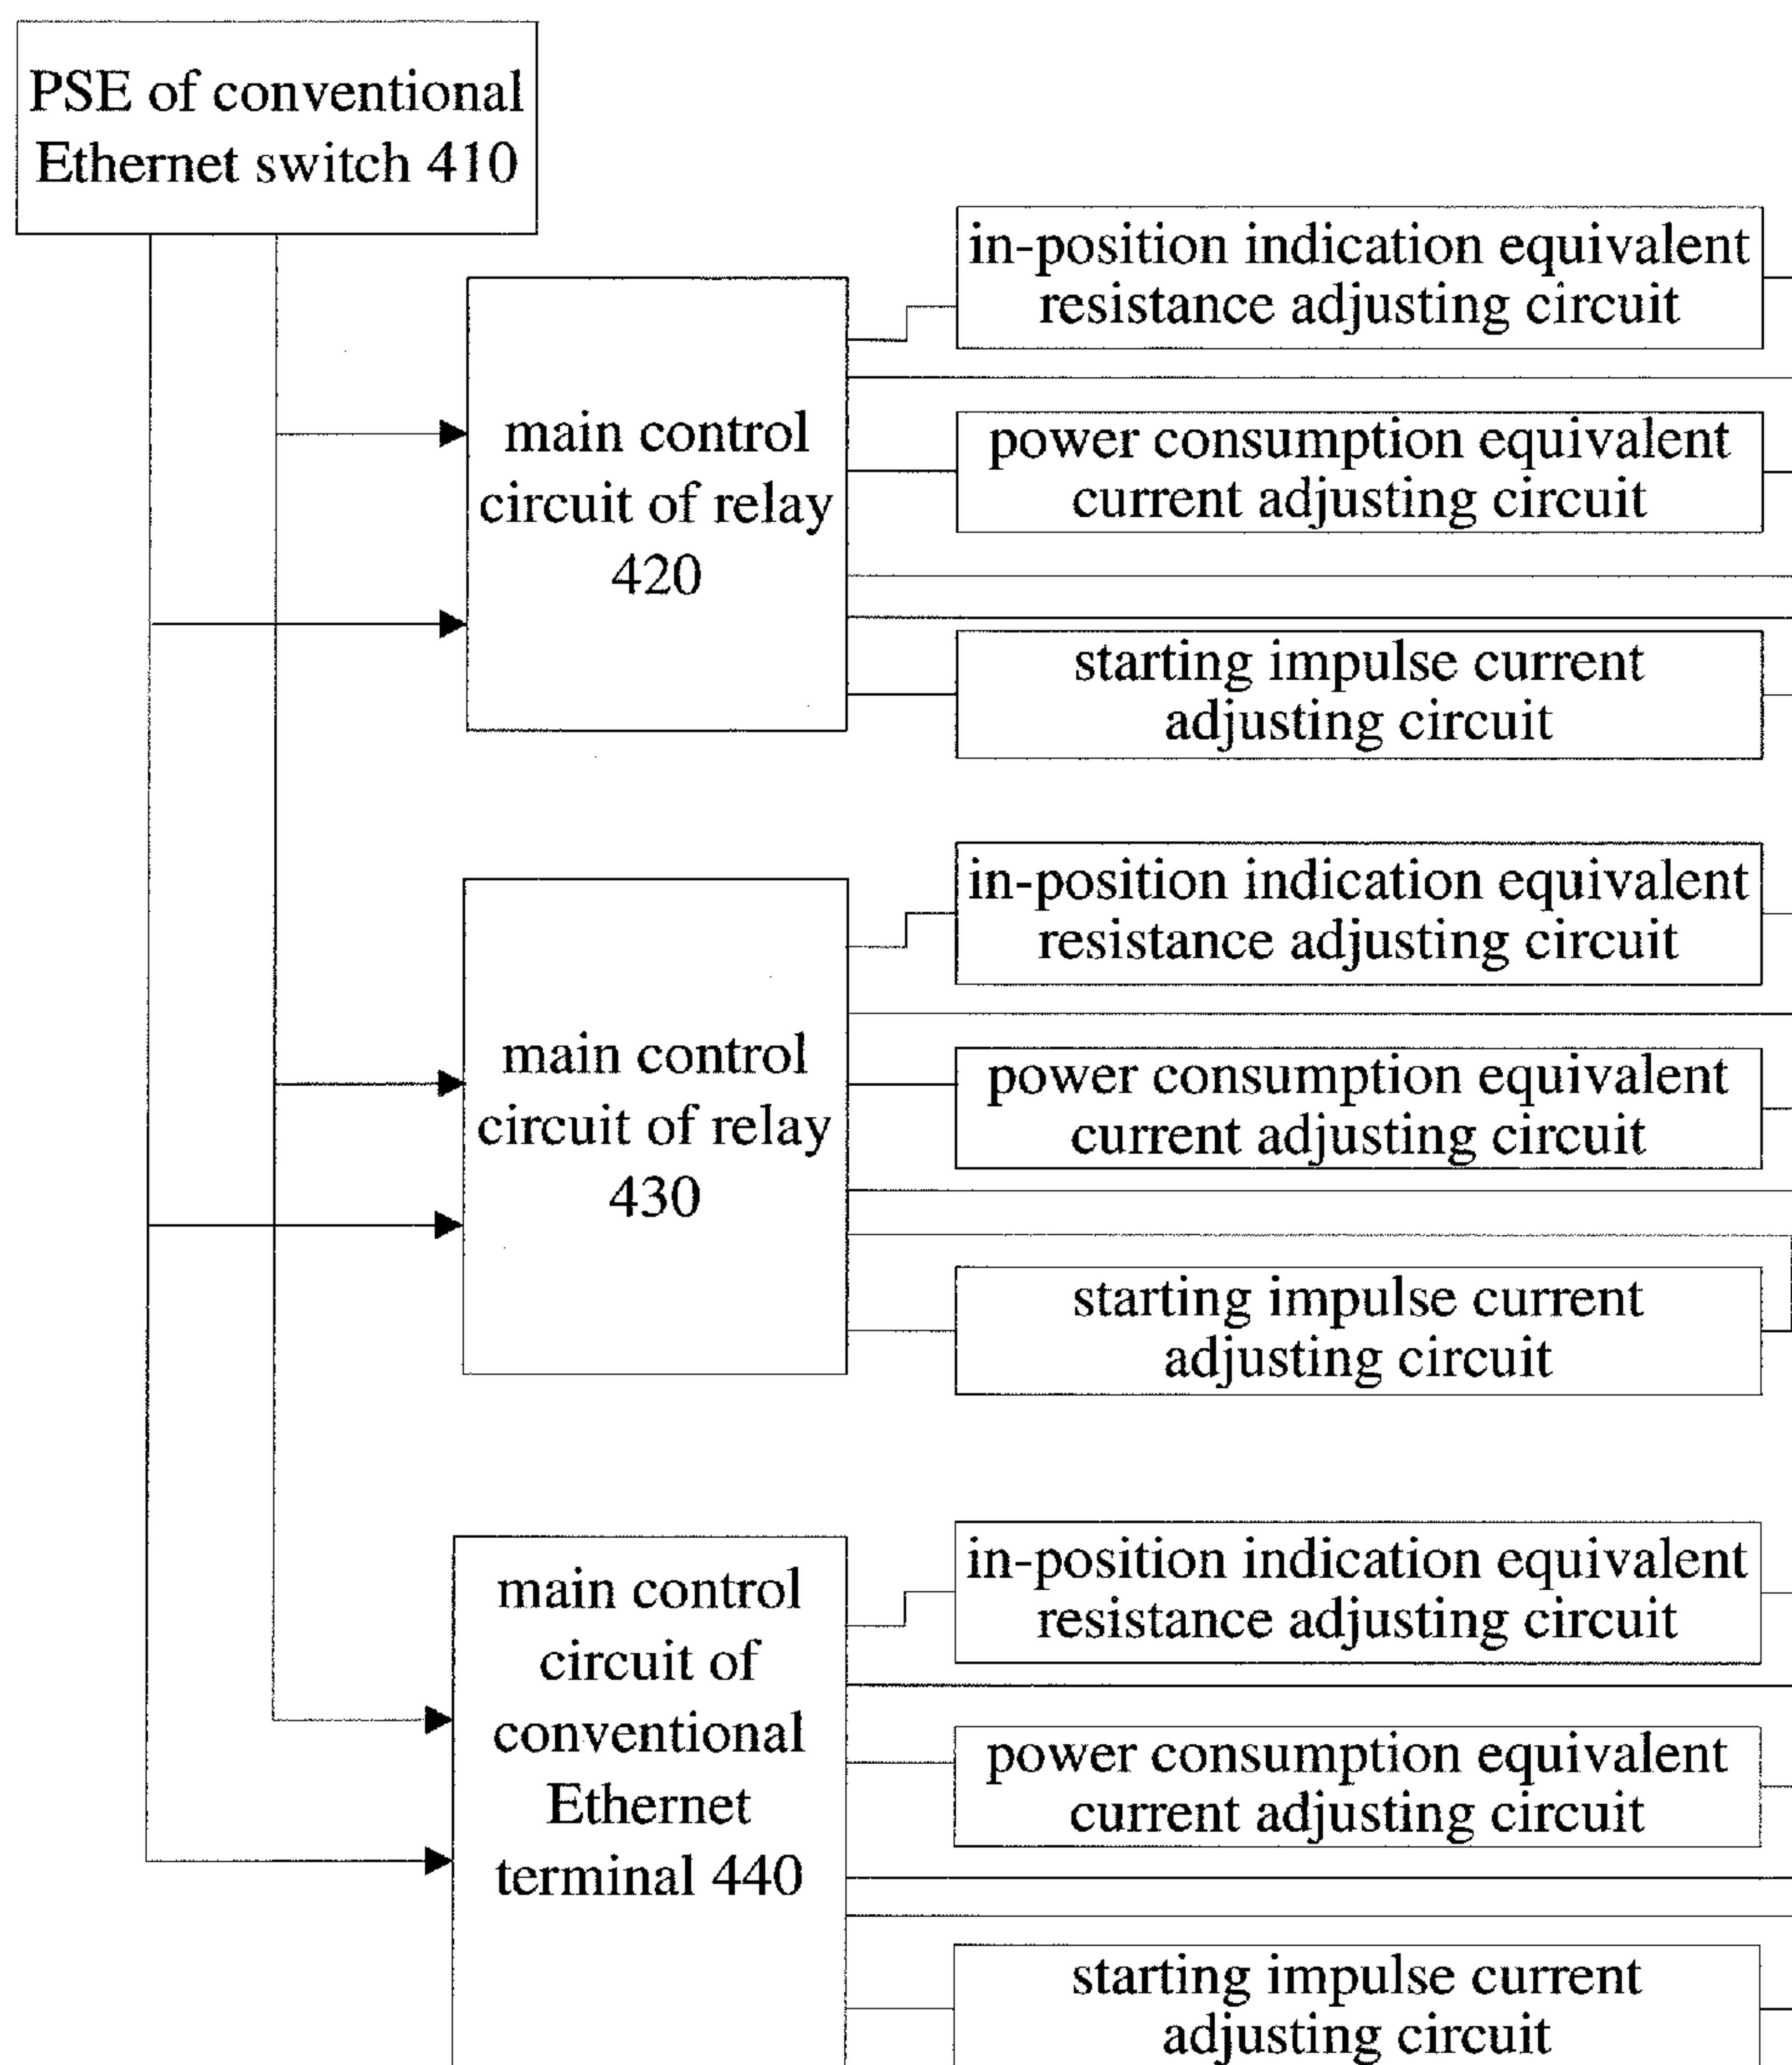 PSE of conventional
Ethernet switch 410
in-position indication equivalent
resistance adjusting circuit
main control
circuit of relay
420
power consumption equivalent
current adjusting circuit
starting impulse current
adjusting circuit
in-position indication equivalent
resistance adjusting circuit
main control
circuit of relay
430
power consumption equivalent
current adjusting circuit
starting impulse current
adjusting circuit
in-position indication equivalent
resistance adjusting circuit
main control
circuit of
conventional
Ethernet
terminal 440
power consumption equivalent
current adjusting circuit
starting impulse current
adjusting circuit